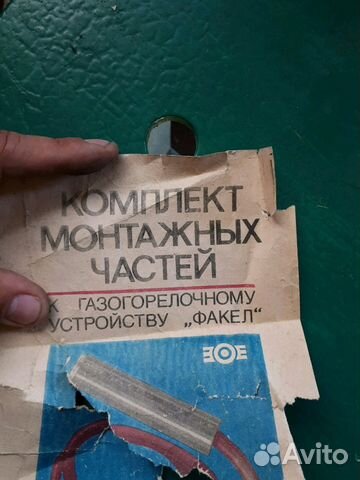 КОМПЛЕКТ
МОНТАЖНЫХ
ЧАСТЕЙ
К ГАЗОГОРЕЛОЧНОМУ
УСТРОЙСТВУ „ФАКЕЛ"
Avito